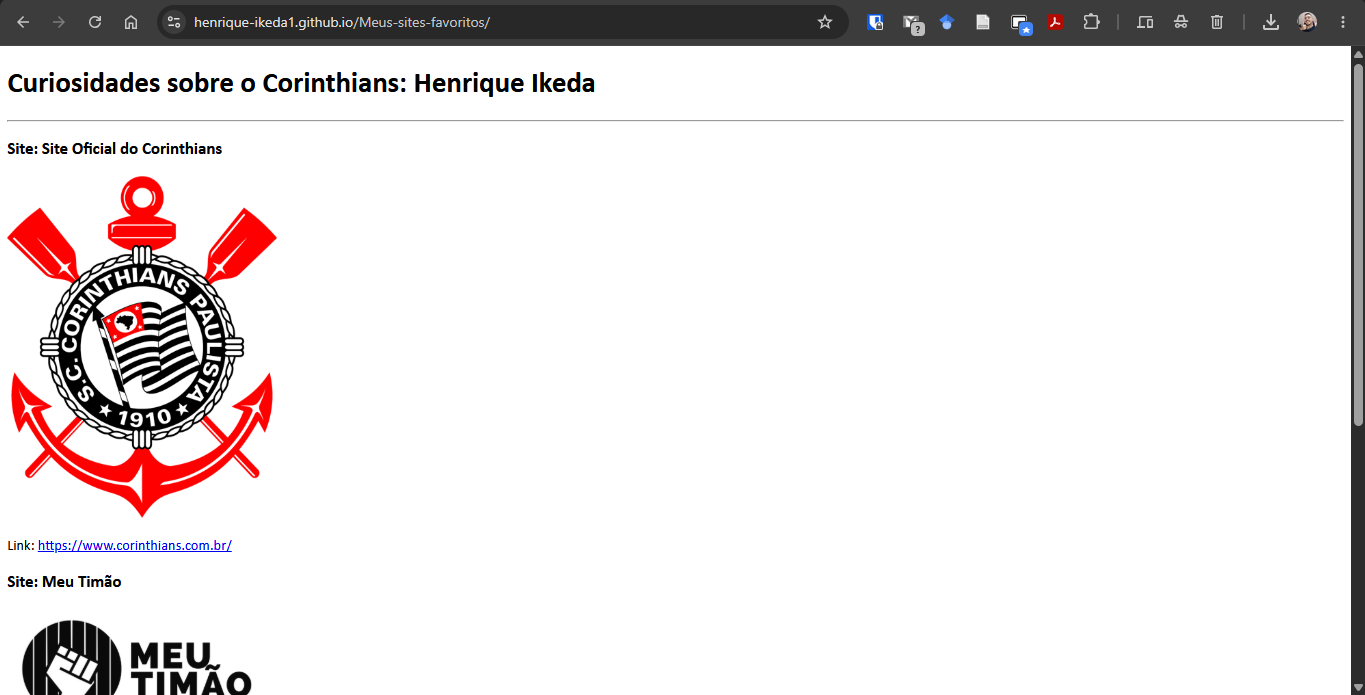 henrique-ikeda1.github.io/Meus-sites-favoritos/
Curiosidades sobre o Corinthians: Henrique Ikeda
Site: Site Oficial do Corinthians
S.C.CORINTHIANS PAULISTA
1910
Link: https://www.corinthians.com.br/
Site: Meu Timão
MEU
TIMÃO